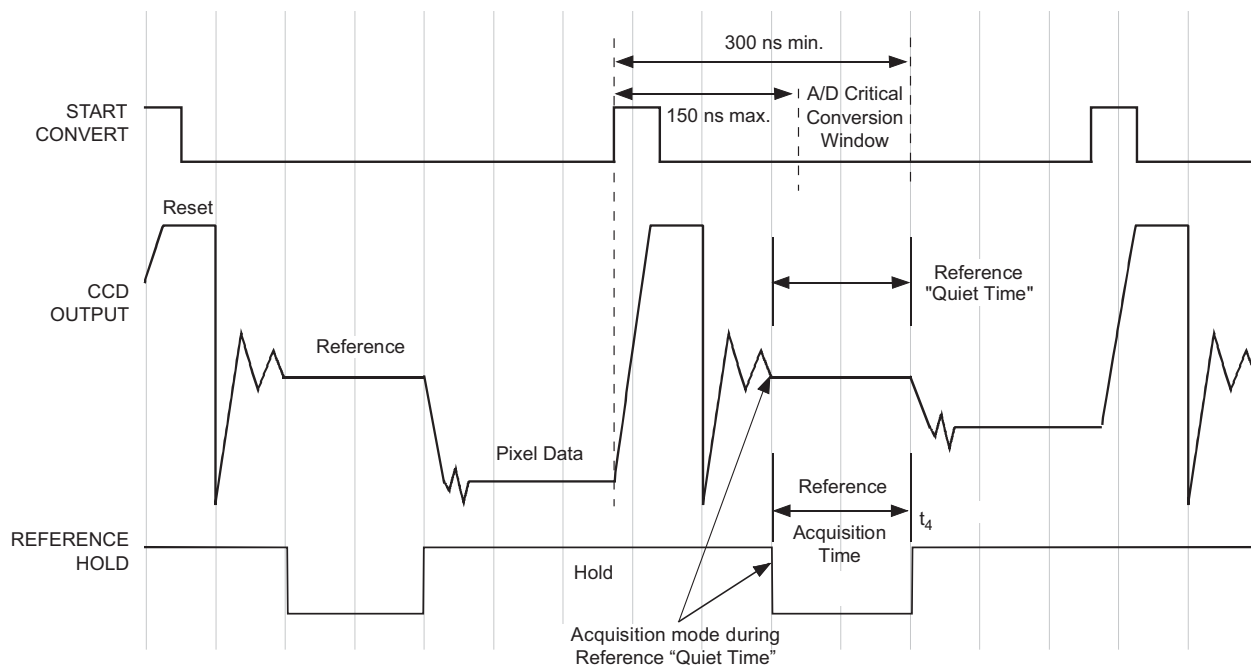 300 ns min.
START
CONVERT
150 ns max.
A/D Critical
Conversion
Window
Reset
CCD
OUTPUT
Reference
"Quiet Time"
Reference
Pixel Data
Reference
Acquisition
Time
t4
REFERENCE
HOLD
Hold
Acquisition mode during
Reference “Quiet Time”